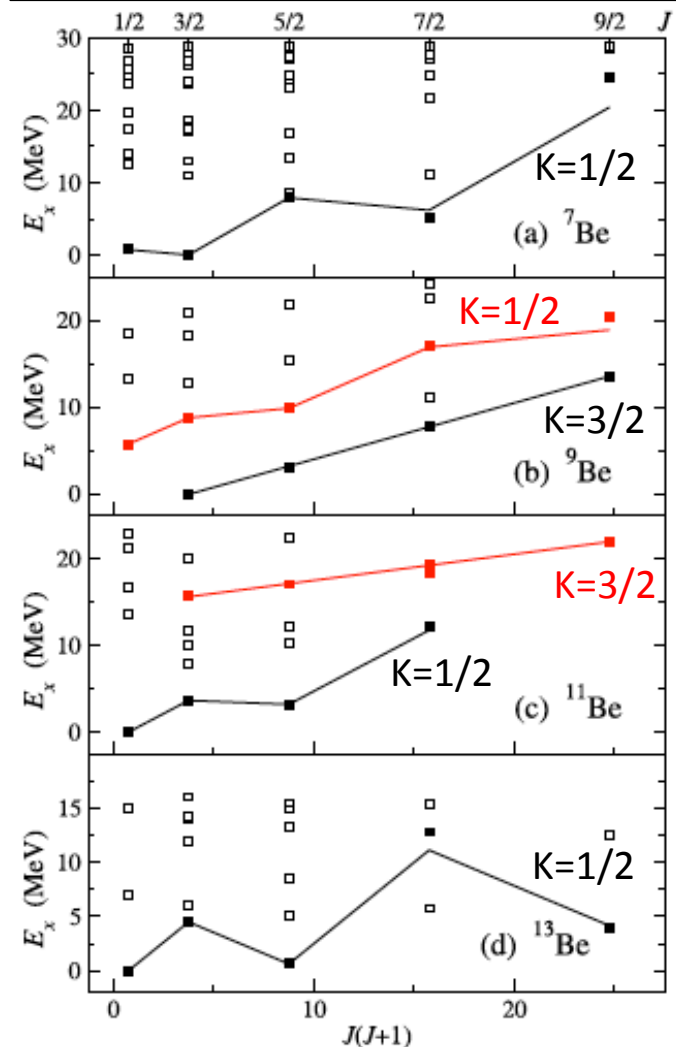 1/2 3/2 5/2 7/2 9/2 J
30
20
10
0
E_x (MeV)
K=1/2
(a) ⁷Be
20
10
0
E_x (MeV)
K=1/2
K=3/2
(b) ⁹Be
20
10
0
E_x (MeV)
K=3/2
K=1/2
(c) ¹¹Be
15
10
5
0
E_x (MeV)
K=1/2
(d) ¹³Be
0 10 20
J(J+1)